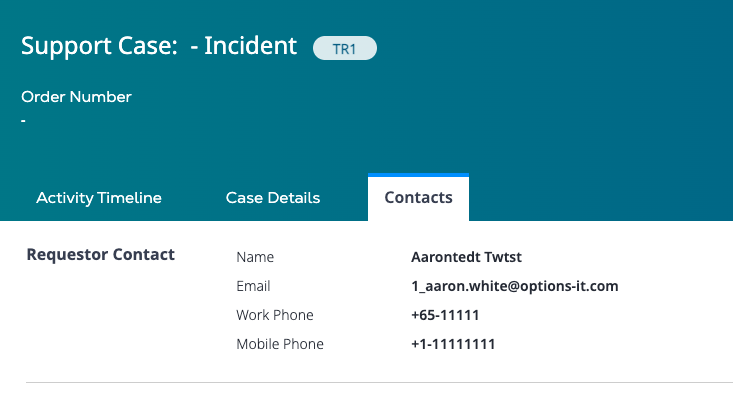 Support Case:  - Incident TR1
Order Number
-
Activity Timeline Case Details Contacts
Requestor Contact Name Aarontedt Twtst
Email 1_aaron.white@options-it.com
Work Phone +65-11111
Mobile Phone +1-11111111